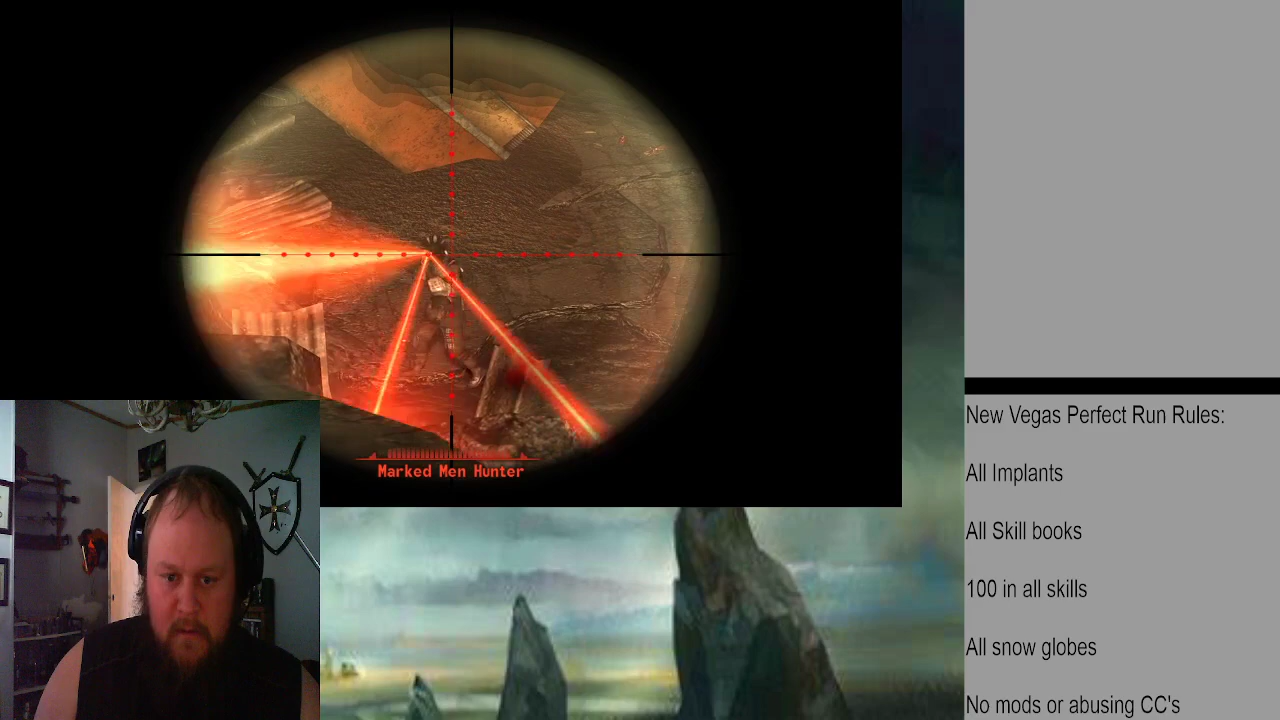 Marked Men Hunter
New Vegas Perfect Run Rules:
All Implants
All Skill books
100 in all skills
All snow globes
No mods or abusing CC's